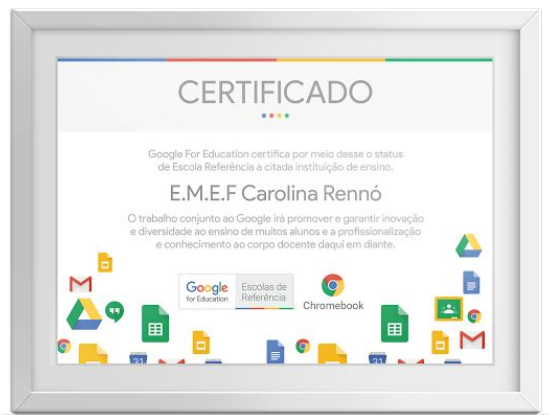 CERTIFICADO
Google For Education certifica por meio desse o status
de Escola Referência a citada instituição de ensino.
E.M.E.F Carolina Rennó
O trabalho conjunto ao Google irá promover e garantir inovação
e diversidade ao ensino de muitos alunos e a profissionalização
e conhecimento ao corpo docente daqui em diante.
Google
for Education
Escolas de
Referência
Chromebook
31
31